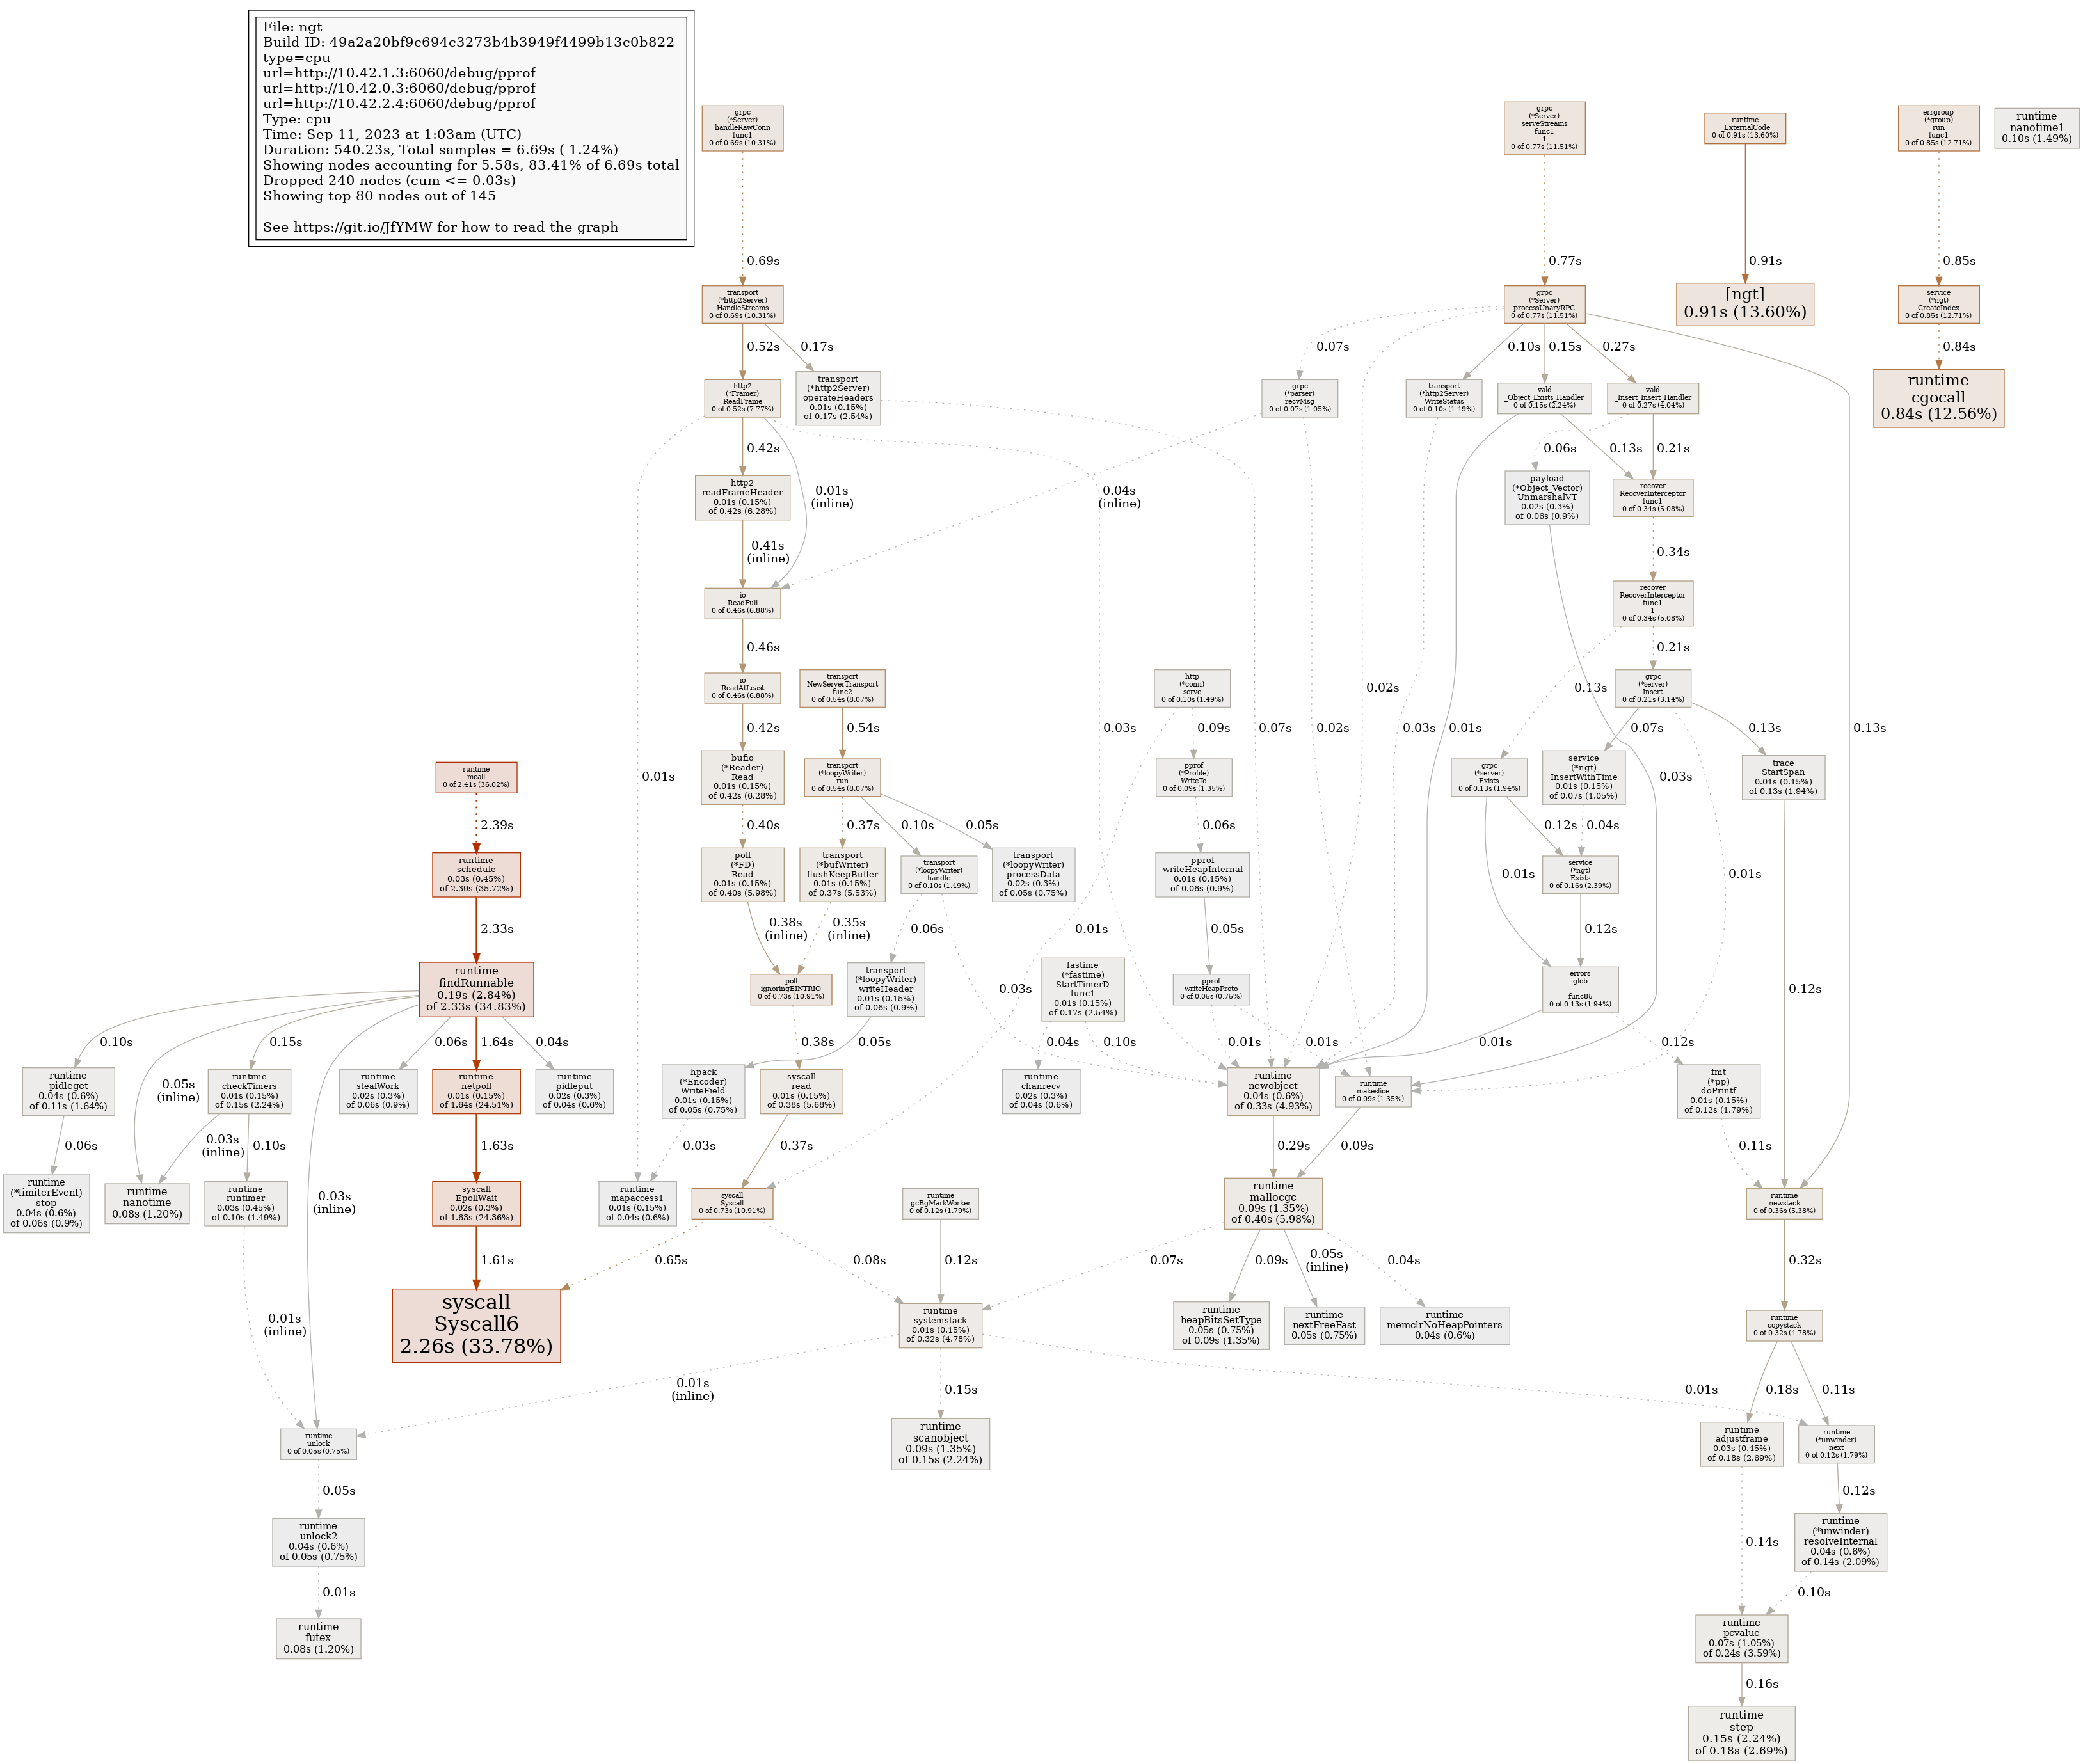 File: ngt
Build ID: 49a2a20bf9c694c3273b4b3949f4499b13c0b822
type=cpu
url=http://10.42.1.3:6060/debug/pprof
url=http://10.42.0.3:6060/debug/pprof
url=http://10.42.2.4:6060/debug/pprof
Type: cpu
Time: Sep 11, 2023 at 1:03am (UTC)
Duration: 540.23s, Total samples = 6.69s ( 1.24%)
Showing nodes accounting for 5.58s, 83.41% of 6.69s total
Dropped 240 nodes (cum <= 0.03s)
Showing top 80 nodes out of 145
See https://git.io/JfYMW for how to read the graph
grpc
(*Server)
handleRawConn
func1
0 of 0.69s (10.31%)
grpc
(*Server)
serveStreams
func1
1
0 of 0.77s (11.51%)
runtime
_ExternalCode
0 of 0.91s (13.60%)
errgroup
(*group)
run
func1
0 of 0.85s (12.71%)
runtime
nanotime1
0.10s (1.49%)
0.69s
0.77s
0.91s
0.85s
transport
(*http2Server)
HandleStreams
0 of 0.69s (10.31%)
grpc
(*Server)
processUnaryRPC
0 of 0.77s (11.51%)
[ngt]
0.91s (13.60%)
service
(*ngt)
CreateIndex
0 of 0.85s (12.71%)
0.52s
0.17s
0.07s
0.10s
0.15s
0.27s
0.84s
http2
(*Framer)
ReadFrame
0 of 0.52s (7.77%)
transport
(*http2Server)
operateHeaders
0.01s (0.15%)
of 0.17s (2.54%)
grpc
(*parser)
recvMsg
0 of 0.07s (1.05%)
transport
(*http2Server)
WriteStatus
0 of 0.10s (1.49%)
vald
_Object_Exists_Handler
0 of 0.15s (2.24%)
vald
_Insert_Insert_Handler
0 of 0.27s (4.04%)
runtime
cgocall
0.84s (12.56%)
0.42s
0.06s
0.13s
0.21s
http2
readFrameHeader
0.01s (0.15%)
of 0.42s (6.28%)
0.01s
(inline)
0.04s
(inline)
payload
(*Object_Vector)
UnmarshalVT
0.02s (0.3%)
of 0.06s (0.9%)
recover
RecoverInterceptor
func1
0 of 0.34s (5.08%)
0.41s
(inline)
0.34s
io
ReadFull
0 of 0.46s (6.88%)
recover
RecoverInterceptor
func1
1
0 of 0.34s (5.08%)
0.46s
0.21s
io
ReadAtLeast
0 of 0.46s (6.88%)
transport
NewServerTransport
func2
0 of 0.54s (8.07%)
http
(*conn)
serve
0 of 0.10s (1.49%)
0.02s
0.13s
grpc
(*server)
Insert
0 of 0.21s (3.14%)
0.42s
0.54s
0.03s
0.07s
0.09s
0.02s
0.03s
0.01s
0.07s
0.13s
0.13s
runtime
mcall
0 of 2.41s (36.02%)
0.01s
bufio
(*Reader)
Read
0.01s (0.15%)
of 0.42s (6.28%)
transport
(*loopyWriter)
run
0 of 0.54s (8.07%)
pprof
(*Profile)
WriteTo
0 of 0.09s (1.35%)
grpc
(*server)
Exists
0 of 0.13s (1.94%)
service
(*ngt)
InsertWithTime
0.01s (0.15%)
of 0.07s (1.05%)
0.03s
trace
StartSpan
0.01s (0.15%)
of 0.13s (1.94%)
2.39s
0.40s
0.37s
0.10s
0.05s
0.06s
0.12s
0.04s
runtime
schedule
0.03s (0.45%)
of 2.39s (35.72%)
poll
(*FD)
Read
0.01s (0.15%)
of 0.40s (5.98%)
transport
(*bufWriter)
flushKeepBuffer
0.01s (0.15%)
of 0.37s (5.53%)
transport
(*loopyWriter)
handle
0 of 0.10s (1.49%)
transport
(*loopyWriter)
processData
0.02s (0.3%)
of 0.05s (0.75%)
pprof
writeHeapInternal
0.01s (0.15%)
of 0.06s (0.9%)
0.01s
service
(*ngt)
Exists
0 of 0.16s (2.39%)
0.01s
2.33s
0.38s
(inline)
0.35s
(inline)
0.06s
0.01s
0.05s
0.12s
runtime
findRunnable
0.19s (2.84%)
of 2.33s (34.83%)
poll
ignoringEINTRIO
0 of 0.73s (10.91%)
transport
(*loopyWriter)
writeHeader
0.01s (0.15%)
of 0.06s (0.9%)
0.03s
fastime
(*fastime)
StartTimerD
func1
0.01s (0.15%)
of 0.17s (2.54%)
pprof
writeHeapProto
0 of 0.05s (0.75%)
errors
glob

func85
0 of 0.13s (1.94%)
0.12s
0.10s
0.15s
0.06s
1.64s
0.04s
0.38s
0.05s
0.04s
0.10s
0.01s
0.01s
0.01s
0.12s
runtime
pidleget
0.04s (0.6%)
of 0.11s (1.64%)
0.05s
(inline)
runtime
checkTimers
0.01s (0.15%)
of 0.15s (2.24%)
runtime
stealWork
0.02s (0.3%)
of 0.06s (0.9%)
runtime
netpoll
0.01s (0.15%)
of 1.64s (24.51%)
runtime
pidleput
0.02s (0.3%)
of 0.04s (0.6%)
hpack
(*Encoder)
WriteField
0.01s (0.15%)
of 0.05s (0.75%)
syscall
read
0.01s (0.15%)
of 0.38s (5.68%)
runtime
chanrecv
0.02s (0.3%)
of 0.04s (0.6%)
runtime
newobject
0.04s (0.6%)
of 0.33s (4.93%)
runtime
makeslice
0 of 0.09s (1.35%)
fmt
(*pp)
doPrintf
0.01s (0.15%)
of 0.12s (1.79%)
0.06s
0.03s
(inline)
0.10s
1.63s
0.03s
0.37s
0.29s
0.09s
0.11s
runtime
(*limiterEvent)
stop
0.04s (0.6%)
of 0.06s (0.9%)
runtime
nanotime
0.08s (1.20%)
runtime
runtimer
0.03s (0.45%)
of 0.10s (1.49%)
0.03s
(inline)
syscall
EpollWait
0.02s (0.3%)
of 1.63s (24.36%)
runtime
mapaccess1
0.01s (0.15%)
of 0.04s (0.6%)
syscall
Syscall
0 of 0.73s (10.91%)
runtime
gcBgMarkWorker
0 of 0.12s (1.79%)
runtime
mallocgc
0.09s (1.35%)
of 0.40s (5.98%)
runtime
newstack
0 of 0.36s (5.38%)
1.61s
0.65s
0.08s
0.12s
0.07s
0.09s
0.05s
(inline)
0.04s
0.32s
0.01s
(inline)
syscall
Syscall6
2.26s (33.78%)
runtime
systemstack
0.01s (0.15%)
of 0.32s (4.78%)
runtime
heapBitsSetType
0.05s (0.75%)
of 0.09s (1.35%)
runtime
nextFreeFast
0.05s (0.75%)
runtime
memclrNoHeapPointers
0.04s (0.6%)
runtime
copystack
0 of 0.32s (4.78%)
0.01s
(inline)
0.15s
0.01s
0.18s
0.11s
runtime
unlock
0 of 0.05s (0.75%)
runtime
scanobject
0.09s (1.35%)
of 0.15s (2.24%)
runtime
adjustframe
0.03s (0.45%)
of 0.18s (2.69%)
runtime
(*unwinder)
next
0 of 0.12s (1.79%)
0.05s
0.12s
runtime
unlock2
0.04s (0.6%)
of 0.05s (0.75%)
0.14s
runtime
(*unwinder)
resolveInternal
0.04s (0.6%)
of 0.14s (2.09%)
0.01s
0.10s
runtime
futex
0.08s (1.20%)
runtime
pcvalue
0.07s (1.05%)
of 0.24s (3.59%)
0.16s
runtime
step
0.15s (2.24%)
of 0.18s (2.69%)